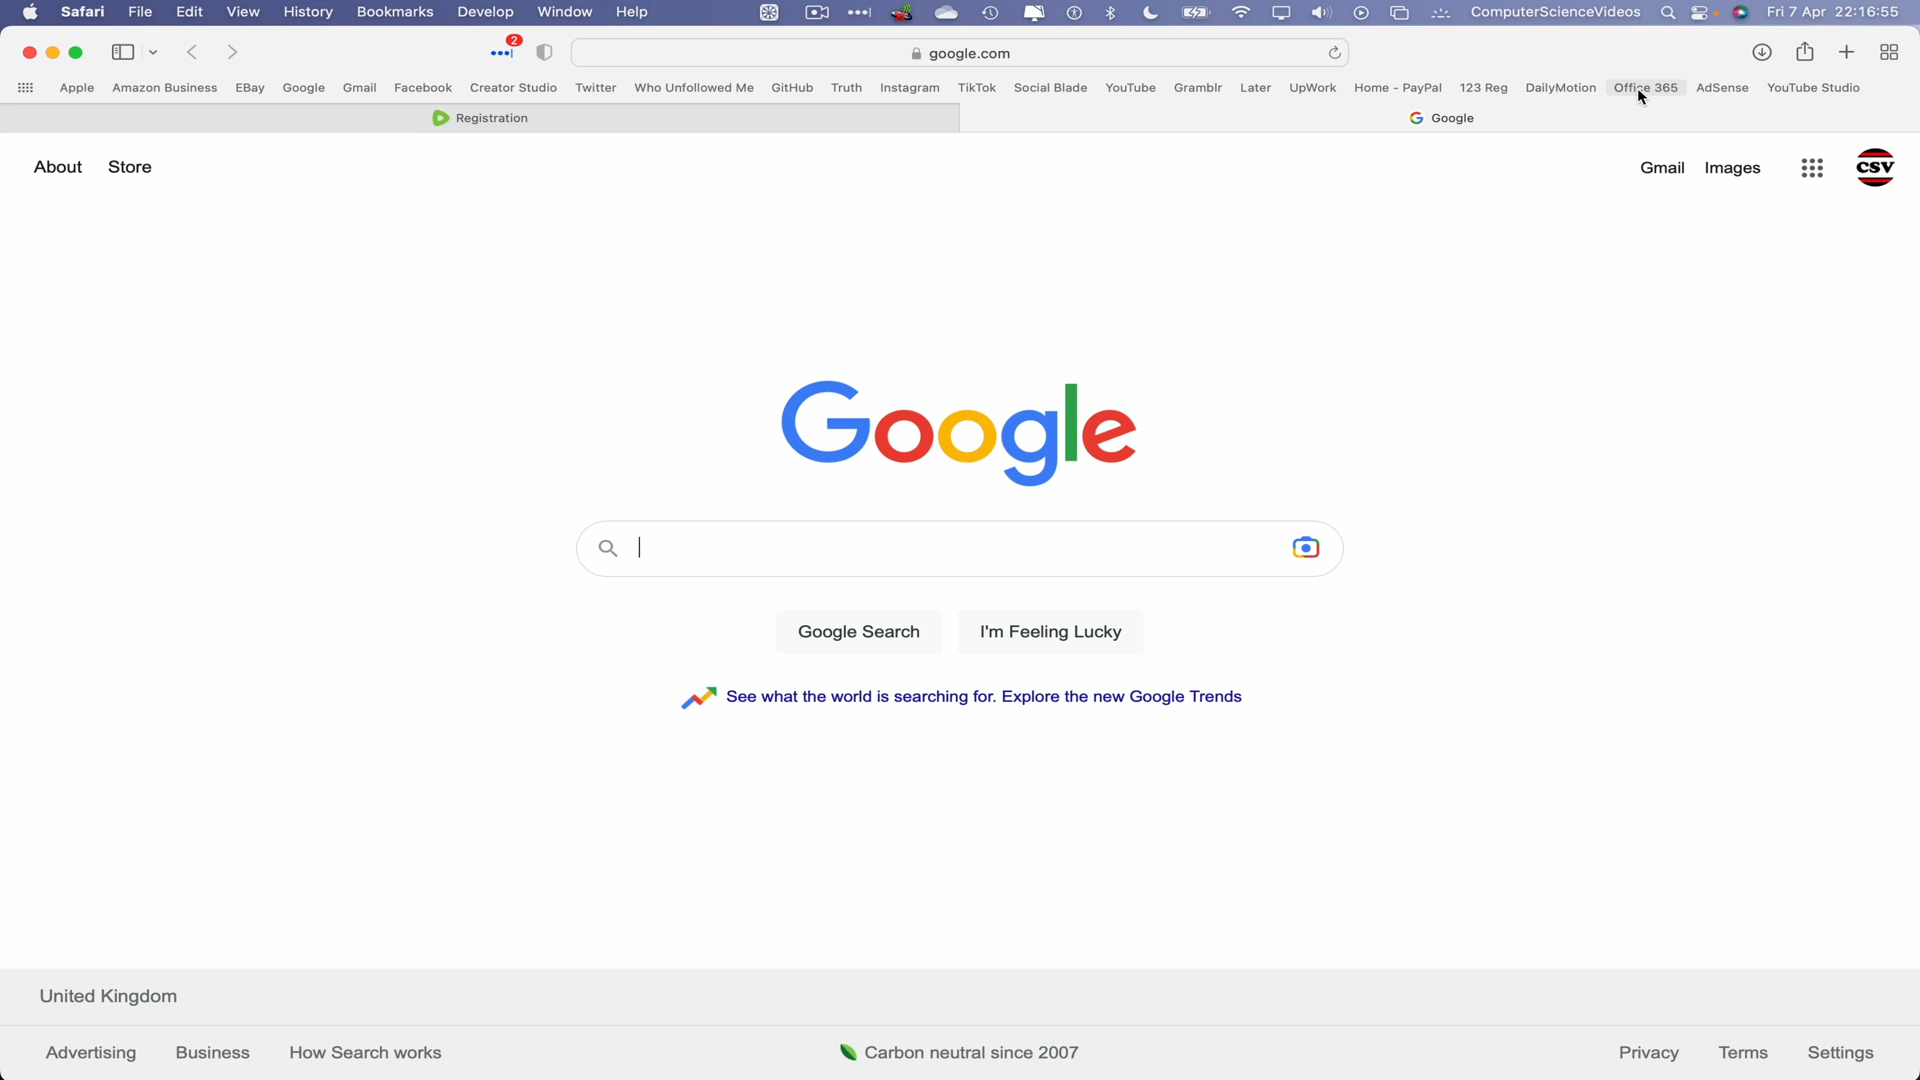 Safari File Edit View History Bookmarks Develop Window Help ComputerScienceVideos Fri 7 Apr 22:16:55
2
google.com
Apple Amazon Business EBay Google Gmail Facebook Creator Studio Twitter Who Unfollowed Me GitHub Truth Instagram TikTok Social Blade YouTube Gramblr Later UpWork Home - PayPal 123 Reg DailyMotion Office 365 AdSense YouTube Studio
Registration Google
About Store Gmail Images CSV
Google
Google Search I'm Feeling Lucky
See what the world is searching for. Explore the new Google Trends
United Kingdom
Advertising Business How Search works Carbon neutral since 2007 Privacy Terms Settings